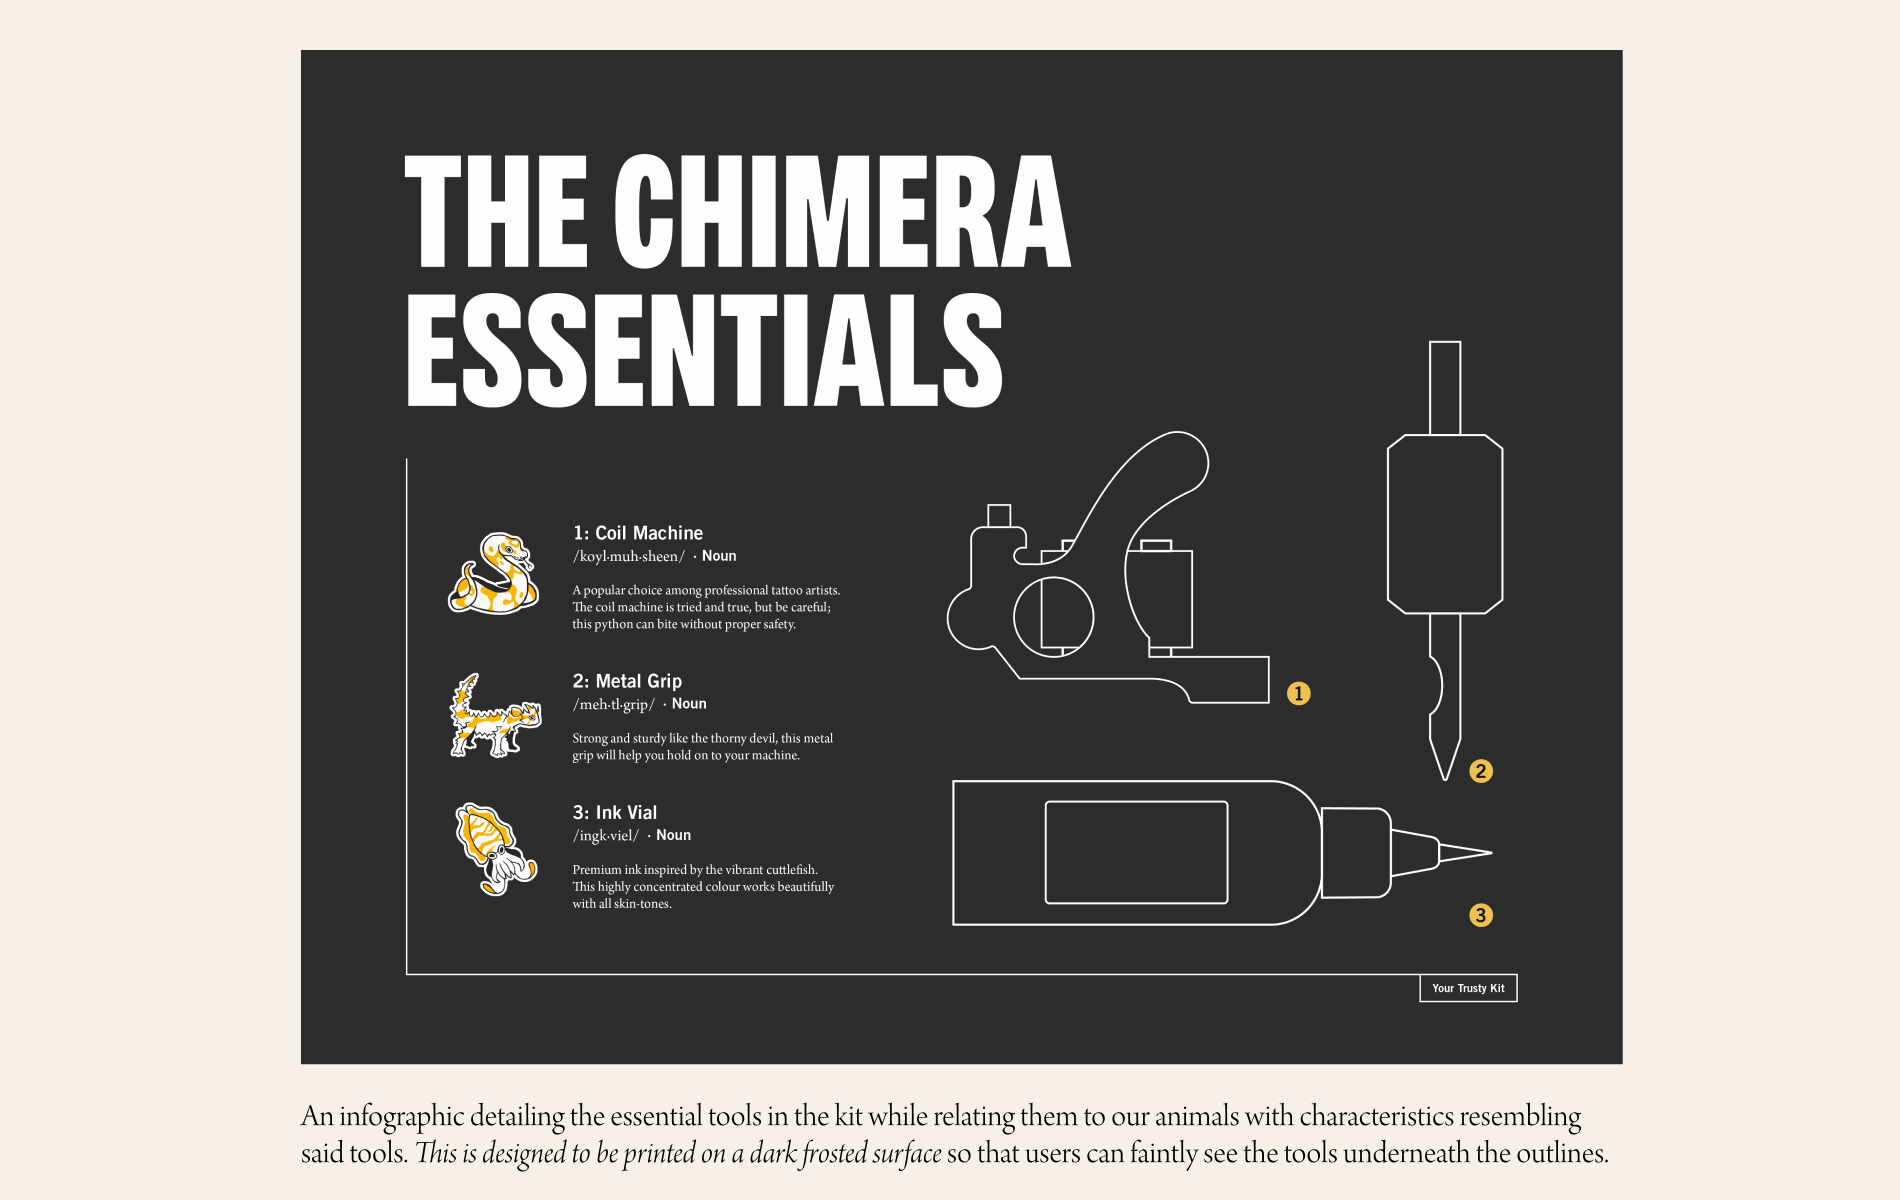 THE CHIMERA
ESSENTIALS
1: Coil Machine
/koyl·muh·sheen/ · Noun
A popular choice among professional tattoo artists.
The coil machine is tried and true, but be careful;
this python can bite without proper safety.
2: Metal Grip
/meh·tl·grip/ · Noun
Strong and sturdy like the thorny devil, this metal
grip will help you hold on to your machine.
3: Ink Vial
/ingk·viel/ · Noun
Premium ink inspired by the vibrant cuttlefish.
This highly concentrated colour works beautifully
with all skin-tones.
1
2
3
Your Trusty Kit
An infographic detailing the essential tools in the kit while relating them to our animals with characteristics resembling
said tools. This is designed to be printed on a dark frosted surface so that users can faintly see the tools underneath the outlines.